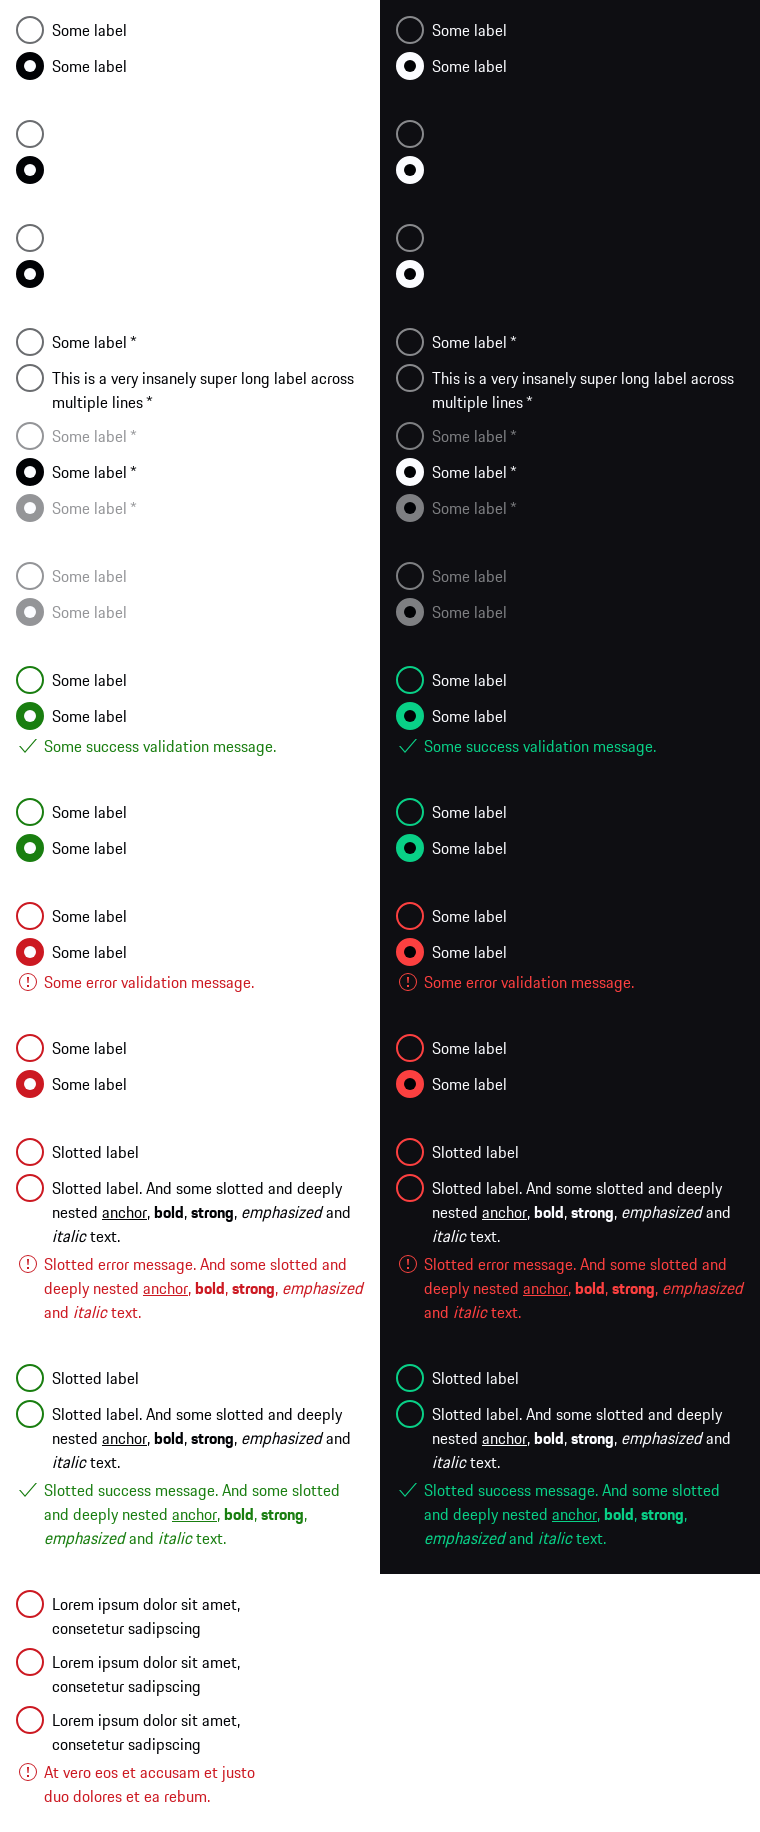 Some label
Some label
Some label *
This is a very insanely super long label across
multiple lines *
Some label *
Some label *
Some label *
Some label
Some label
Some label
Some label
Some success validation message.
Some label
Some label
Some label
Some label
Some error validation message.
Some label
Some label
Slotted label
Slotted label. And some slotted and deeply
nested anchor, bold, strong, emphasized and
italic text.
Slotted error message. And some slotted and
deeply nested anchor, bold, strong, emphasized
and italic text.
Slotted label
Slotted label. And some slotted and deeply
nested anchor, bold, strong, emphasized and
italic text.
Slotted success message. And some slotted
and deeply nested anchor, bold, strong,
emphasized and italic text.
Lorem ipsum dolor sit amet,
consetetur sadipscing
Lorem ipsum dolor sit amet,
consetetur sadipscing
Lorem ipsum dolor sit amet,
consetetur sadipscing
At vero eos et accusam et justo
duo dolores et ea rebum.
Some label
Some label
Some label *
This is a very insanely super long label across
multiple lines *
Some label *
Some label *
Some label *
Some label
Some label
Some label
Some label
Some success validation message.
Some label
Some label
Some label
Some label
Some error validation message.
Some label
Some label
Slotted label
Slotted label. And some slotted and deeply
nested anchor, bold, strong, emphasized and
italic text.
Slotted error message. And some slotted and
deeply nested anchor, bold, strong, emphasized
and italic text.
Slotted label
Slotted label. And some slotted and deeply
nested anchor, bold, strong, emphasized and
italic text.
Slotted success message. And some slotted
and deeply nested anchor, bold, strong,
emphasized and italic text.